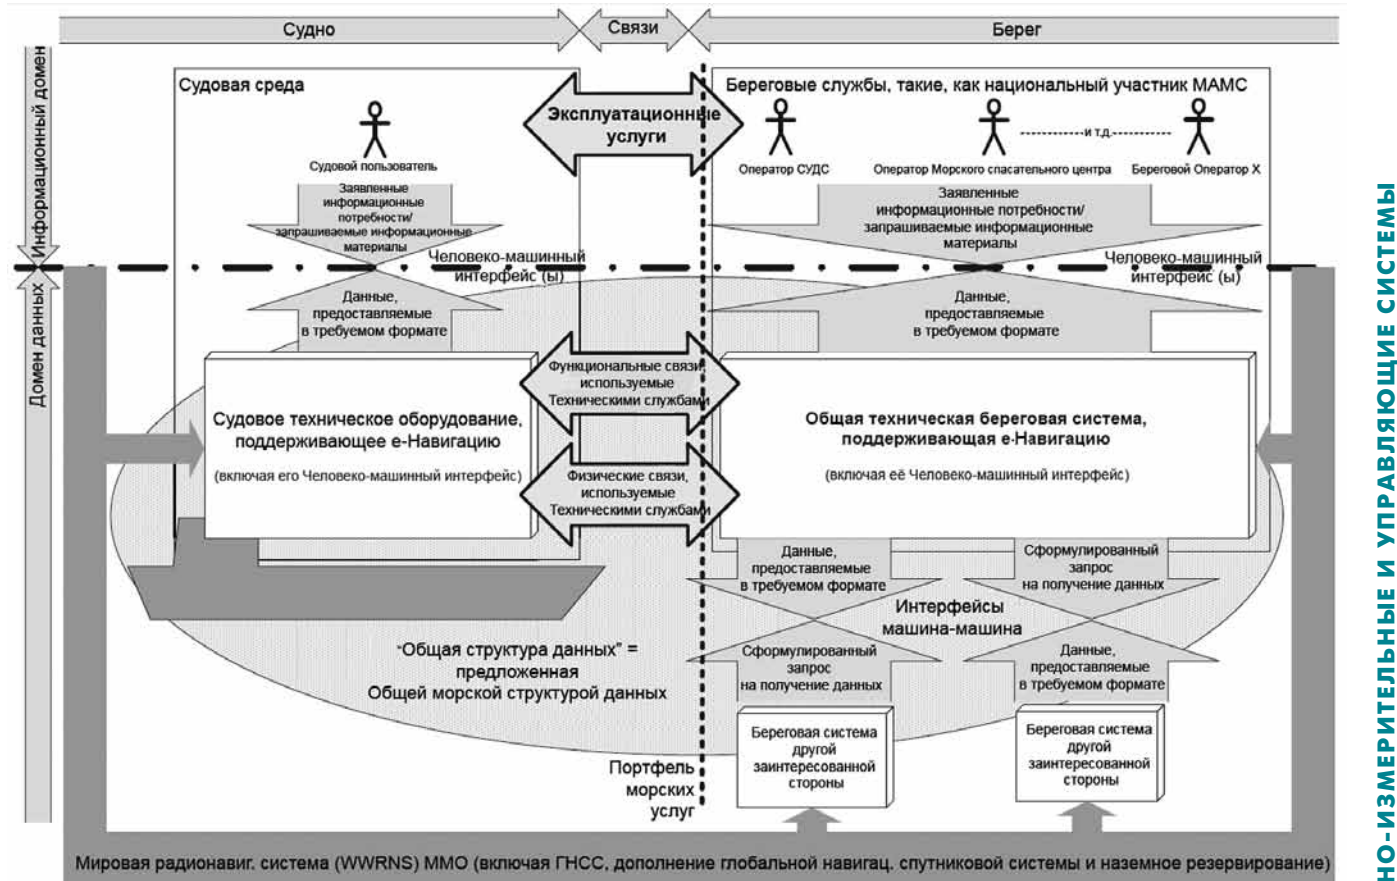 Судно
Связи
Берег
Информационный домен
Домен данных
Судовая среда
Береговые службы, такие, как национальный участник МАМС
Эксплуатационные
услуги
Судовой пользователь
Оператор СУДС
Оператор Морского спасательного центра
и т.д.
Береговой Оператор Х
Заявленные
информационные
потребности/
запрашиваемые информационные
материалы
Заявленные
информационные потребности/
запрашиваемые информационные
материалы
Человеко-машинный
интерфейс (ы)
Человеко-машинный
интерфейс (ы)
Данные,
предоставляемые
в требуемом формате
Данные,
предоставляемые
в требуемом формате
Функциональные связи,
используемые
Техническими службами
Судовое техническое оборудование,
поддерживающее е-Навигацию
(включая его Человеко-машинный интерфейс)
Общая техническая береговая система,
поддерживающая е-Навигацию
(включая её Человеко-машинный интерфейс)
Физические связи,
используемые
Техническими службами
Данные,
предоставляемые
в требуемом формате
Сформулированный
запрос
на получение данных
Интерфейсы
машина-машина
"Общая структура данных" =
предложенная
Общей морской структурой данных
Сформулированный
запрос
на получение данных
Данные,
предоставляемые
в требуемом формате
Береговая система
другой
заинтересованной
стороны
Береговая система
другой
заинтересованной
стороны
Портфель
морских
услуг
Мировая радионавиг. система (WWRNS) ММО (включая ГНСС, дополнение глобальной навигац. спутниковой системы и наземное резервирование)
НО-ИЗМЕРИТЕЛЬНЫЕ И УПРАВЛЯЮЩИЕ СИСТЕМЫ